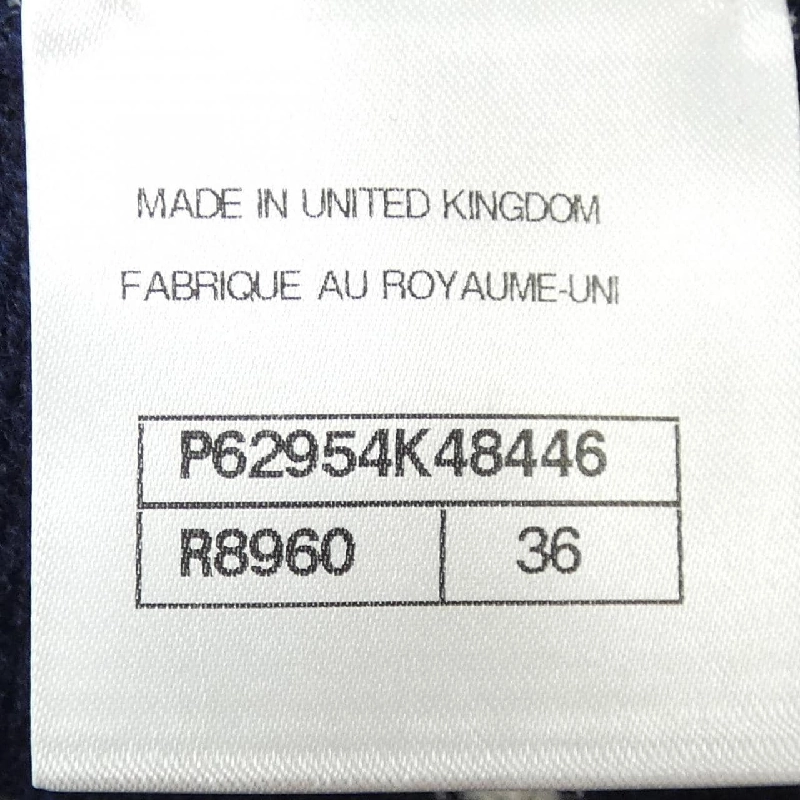 MADE IN UNITED KINGDOM
FABRIQUE AU ROYAUME-UNI
P62954K48446
R8960 36